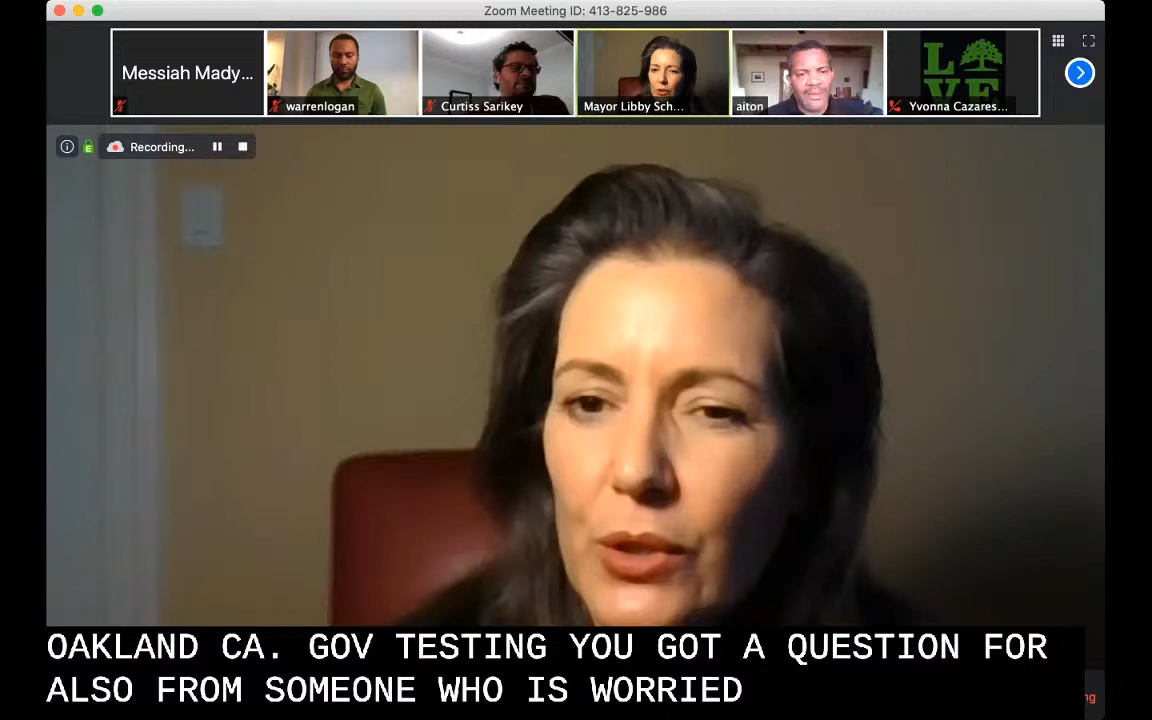 Zoom Meeting ID: 413-825-986
Messiah Mady...
warrenlogan
Curtiss Sarikey
Mayor Libby Sch...
aiton
LOVE
Yvonna Cazares...
Recording...
OAKLAND CA. GOV TESTING YOU GOT A QUESTION FOR
ALSO FROM SOMEONE WHO IS WORRIED